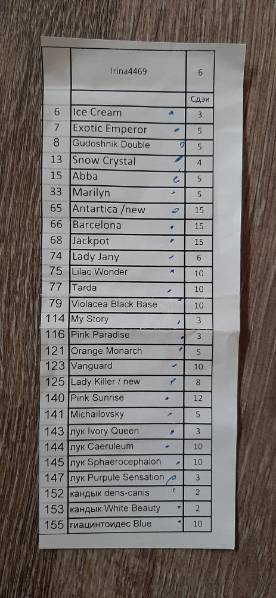 Irina4469 6
Сдэк
6 Ice Cream 3
7 Exotic Emperor 5
8 Gudoshnik Double 5
13 Snow Crystal 4
15 Abba 5
33 Marilyn 5
65 Antartica /new 15
66 Barcelona 15
68 Jackpot 15
74 Lady Jany 6
75 Lilac Wonder 10
77 Tarda 10
79 Violacea Black Base 10
114 My Story 3
116 Pink Paradise 3
121 Orange Monarch 5
123 Vanguard 10
125 Lady Killer / new 8
140 Pink Sunrise 12
141 Michailovsky 5
143 лук Ivory Queen 3
144 лук Caeruleum 10
145 лук Sphaerocephalon 10
147 лук Purpule Sensation 3
152 кандык dens-canis 2
153 кандык White Beauty 2
155 гиацинтоидес Blue 10